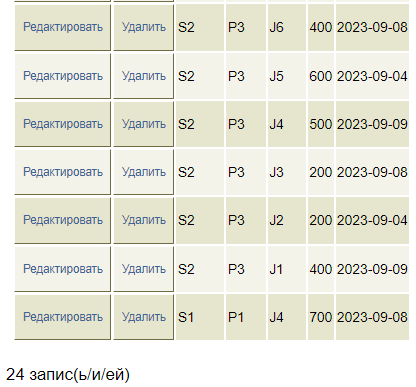 Редактировать Удалить S2 P3 J6 400 2023-09-08
Редактировать Удалить S2 P3 J5 600 2023-09-04
Редактировать Удалить S2 P3 J4 500 2023-09-09
Редактировать Удалить S2 P3 J3 200 2023-09-08
Редактировать Удалить S2 P3 J2 200 2023-09-04
Редактировать Удалить S2 P3 J1 400 2023-09-09
Редактировать Удалить S1 P1 J4 700 2023-09-08
24 запис(ь/и/ей)